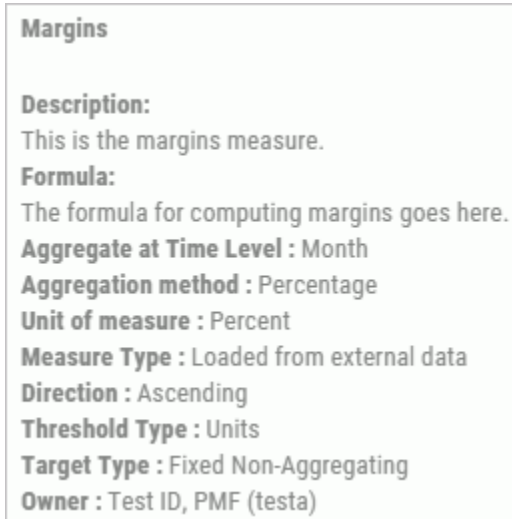 Margins
Description:
This is the margins measure.
Formula:
The formula for computing margins goes here.
Aggregate at Time Level : Month
Aggregation method : Percentage
Unit of measure : Percent
Measure Type : Loaded from external data
Direction : Ascending
Threshold Type : Units
Target Type : Fixed Non-Aggregating
Owner : Test ID, PMF (testa)